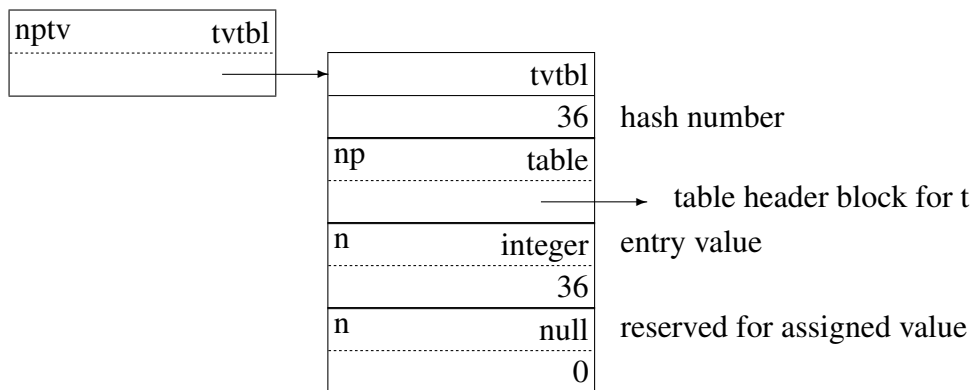 nptv tvtbl
tvtbl
36 hash number
np table
table header block for t
n integer entry value
36
n null reserved for assigned value
0